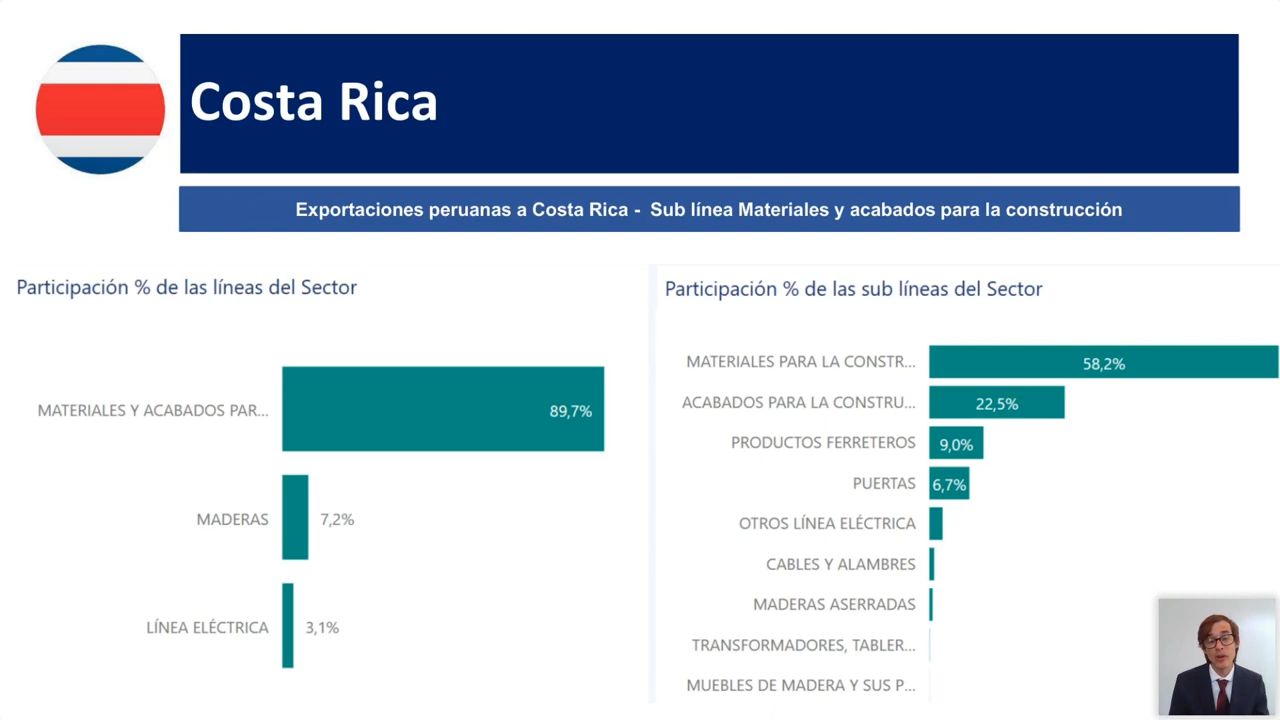 Costa Rica
Exportaciones peruanas a Costa Rica - Sub línea Materiales y acabados para la construcción
Participación % de las líneas del Sector
MATERIALES Y ACABADOS PAR...
89,7%
MADERAS
7,2%
LÍNEA ELÉCTRICA
3,1%
Participación % de las sub líneas del Sector
MATERIALES PARA LA CONSTR...
58,2%
ACABADOS PARA LA CONSTRU...
22,5%
PRODUCTOS FERRETEROS
9,0%
PUERTAS
6,7%
OTROS LÍNEA ELÉCTRICA
CABLES Y ALAMBRES
MADERAS ASERRADAS
TRANSFORMADORES, TABLER...
MUEBLES DE MADERA Y SUS P...